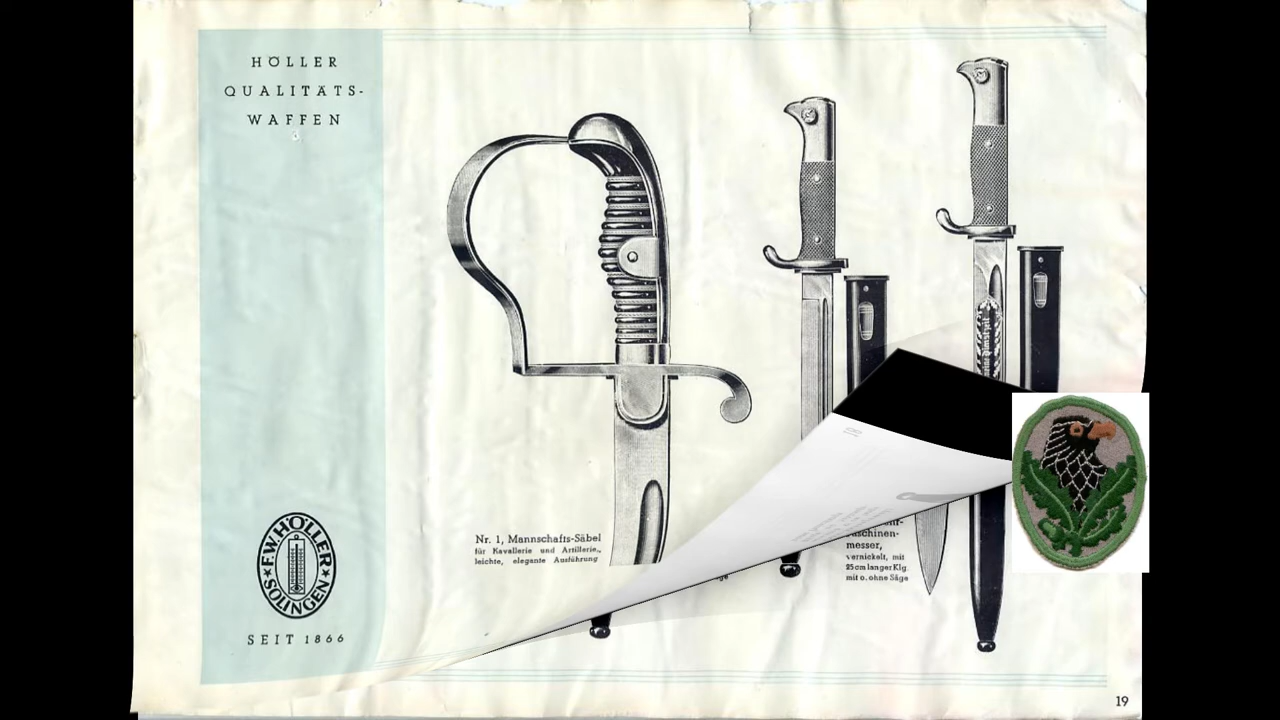 HÖLLER
QUALITÄTS-
WAFFEN
F.W.HÖLLER
SOLINGEN
SEIT 1866
Nr. 1, Mannschafts-Säbel
für Kavallerie und Artillerie,
leichte, elegante Ausführung
messer,
vernickelt, mit
25 cm langer Klg.
mit o. ohne Säge
18
19